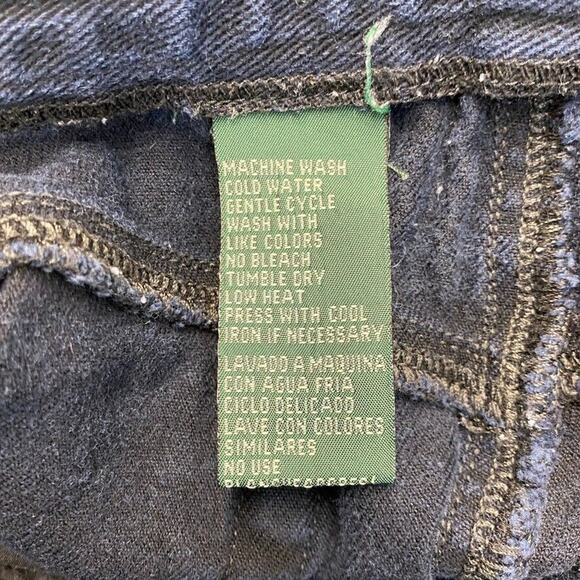 MACHINE WASH
COLD WATER
GENTLE CYCLE
WASH WITH
LIKE COLORS
NO BLEACH
TUMBLE DRY
LOW HEAT
PRESS WITH COOL
IRON IF NECESSARY
LAVADO A MAQUINA
CON AGUA FRIA
CICLO DELICADO
LAVE CON COLORES
SIMILARES
NO USE